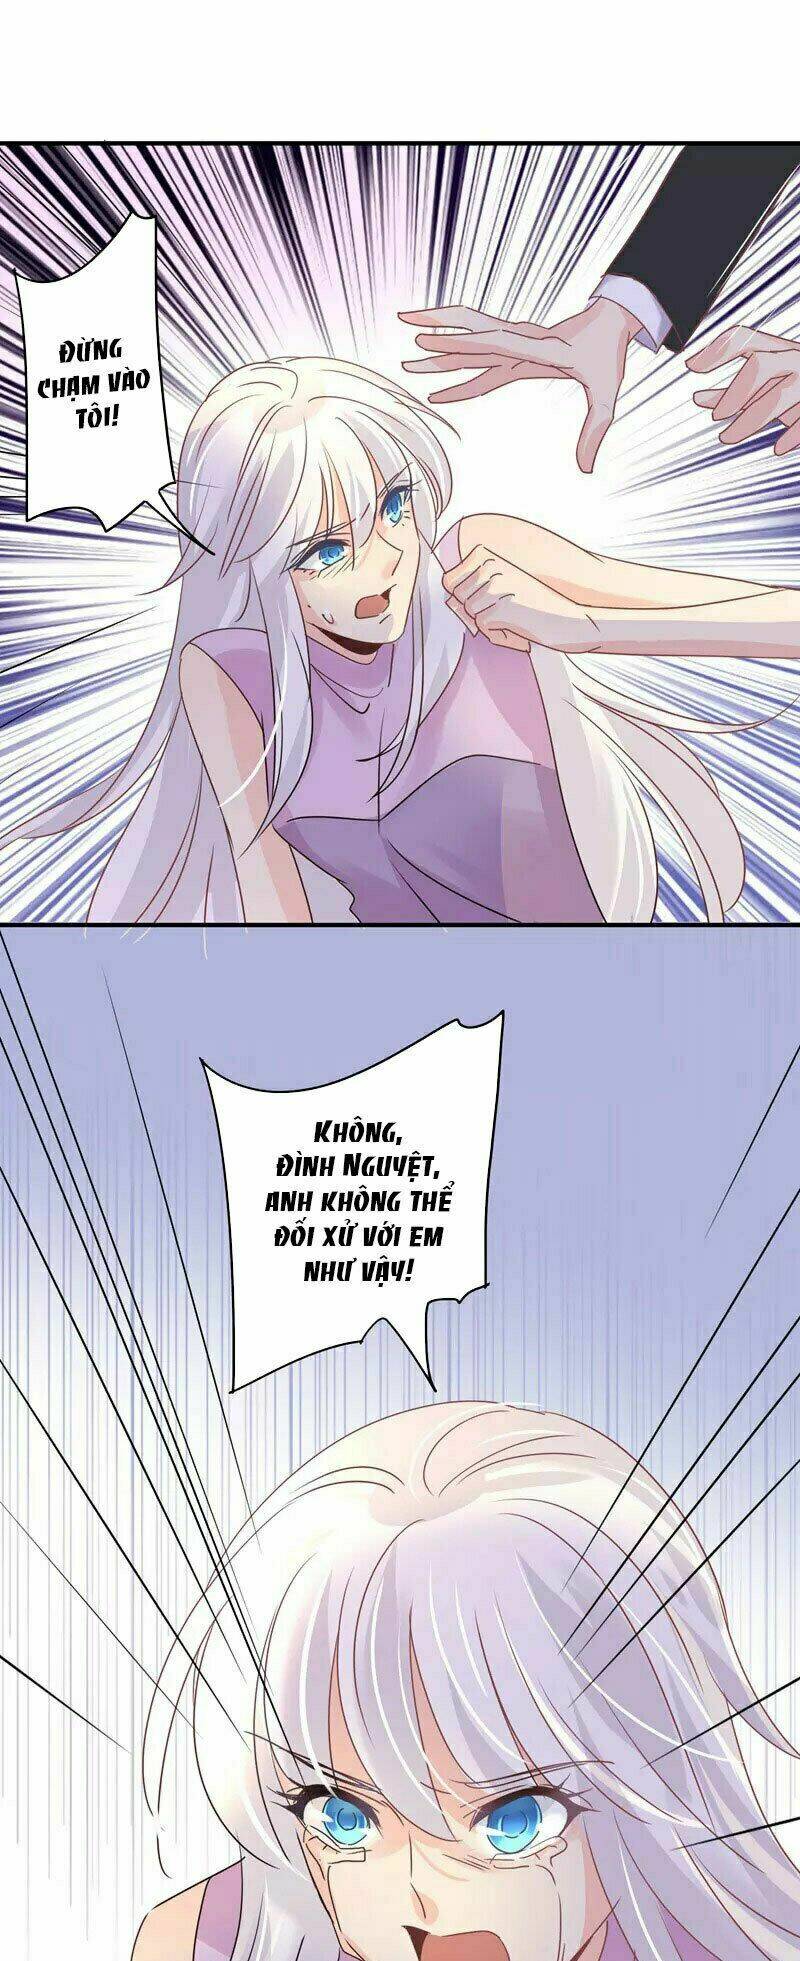 ĐỪNG
CHẠM VÀO
TÔI!
KHÔNG,
ĐÌNH NGUYỆT,
ANH KHÔNG THỂ
ĐỐI XỬ VỚI EM
NHƯ VẬY!